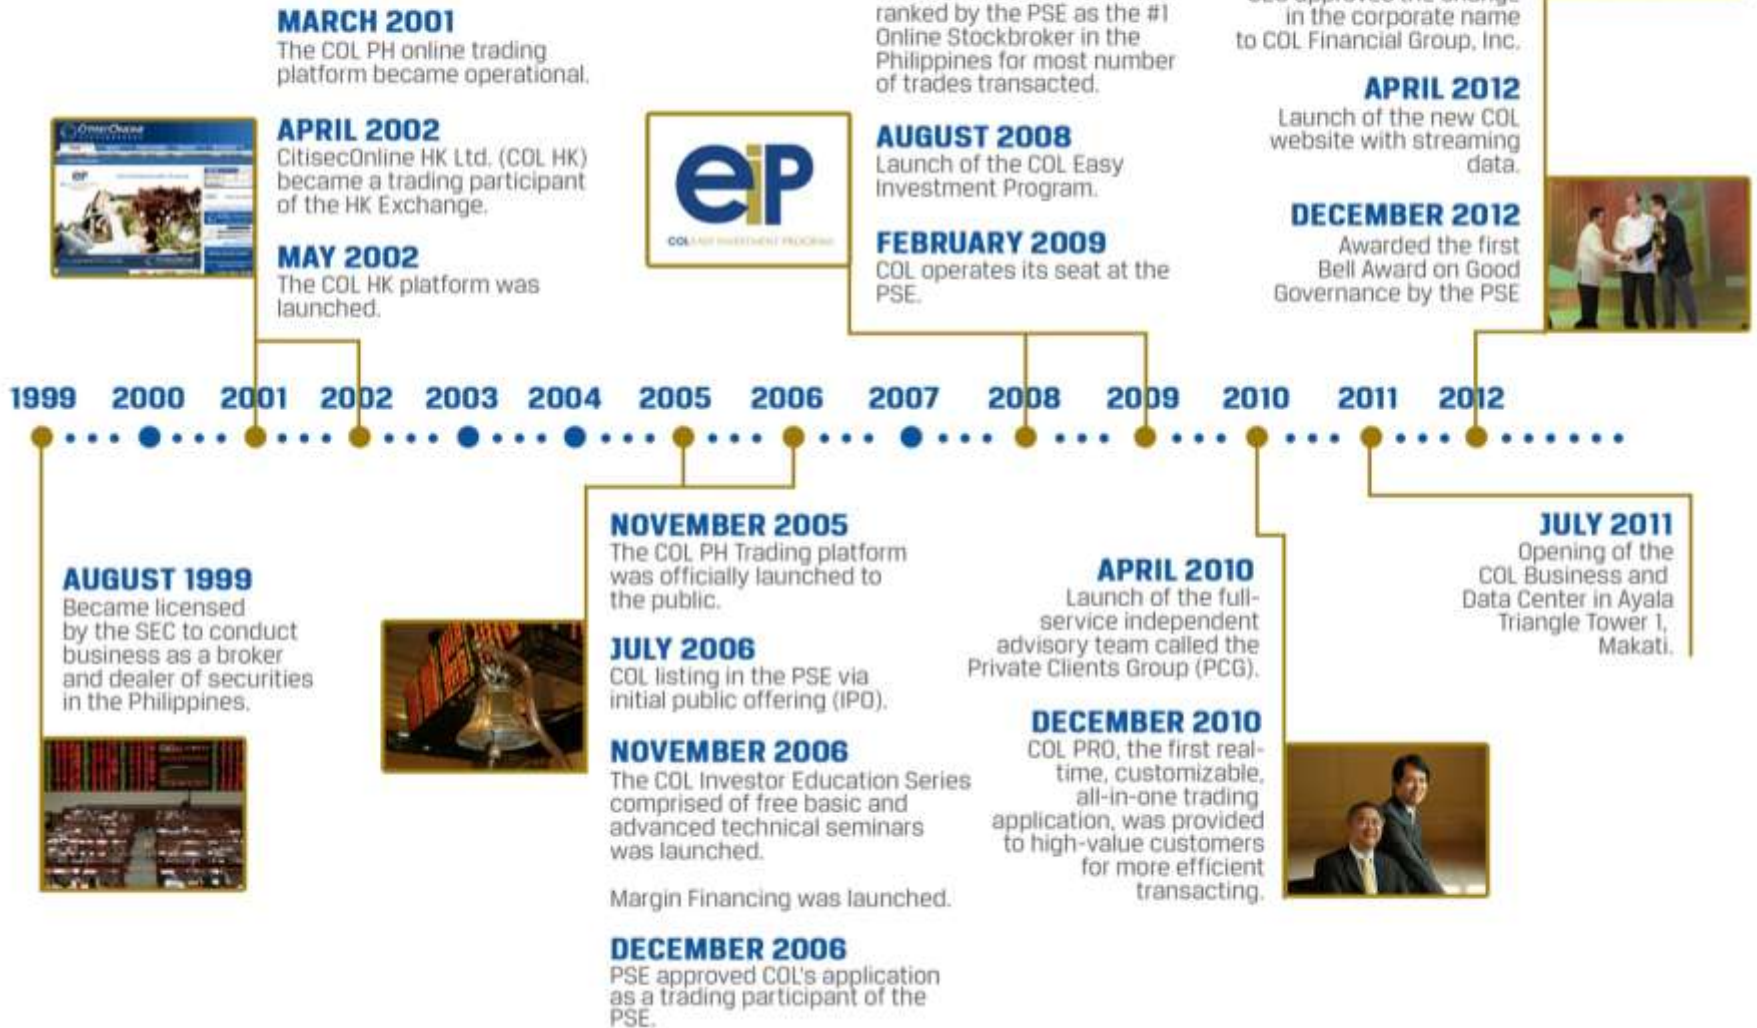 MARCH 2001
The COL PH online trading
platform became operational.
APRIL 2002
CitisecOnline HK Ltd. (COL HK)
became a trading participant
of the HK Exchange.
MAY 2002
The COL HK platform was
launched.
CitisecOnline
eiP
eiP
COL EASY INVESTMENT PROGRAM
ranked by the PSE as the #1
Online Stockbroker in the
Philippines for most number
of trades transacted.
AUGUST 2008
Launch of the COL Easy
Investment Program.
FEBRUARY 2009
COL operates its seat at the
PSE.
in the corporate name
to COL Financial Group, Inc.
APRIL 2012
Launch of the new COL
website with streaming
data.
DECEMBER 2012
Awarded the first
Bell Award on Good
Governance by the PSE
1999 2000 2001 2002 2003 2004 2005 2006 2007 2008 2009 2010 2011 2012
AUGUST 1999
Became licensed
by the SEC to conduct
business as a broker
and dealer of securities
in the Philippines.
NOVEMBER 2005
The COL PH Trading platform
was officially launched to
the public.
JULY 2006
COL listing in the PSE via
initial public offering (IPO).
NOVEMBER 2006
The COL Investor Education Series
comprised of free basic and
advanced technical seminars
was launched.
Margin Financing was launched.
DECEMBER 2006
PSE approved COL's application
as a trading participant of the
PSE.
APRIL 2010
Launch of the full-
service independent
advisory team called the
Private Clients Group (PCG).
DECEMBER 2010
COL PRO, the first real-
time, customizable,
all-in-one trading
application, was provided
to high-value customers
for more efficient
transacting.
JULY 2011
Opening of the
COL Business and
Data Center in Ayala
Triangle Tower 1,
Makati.